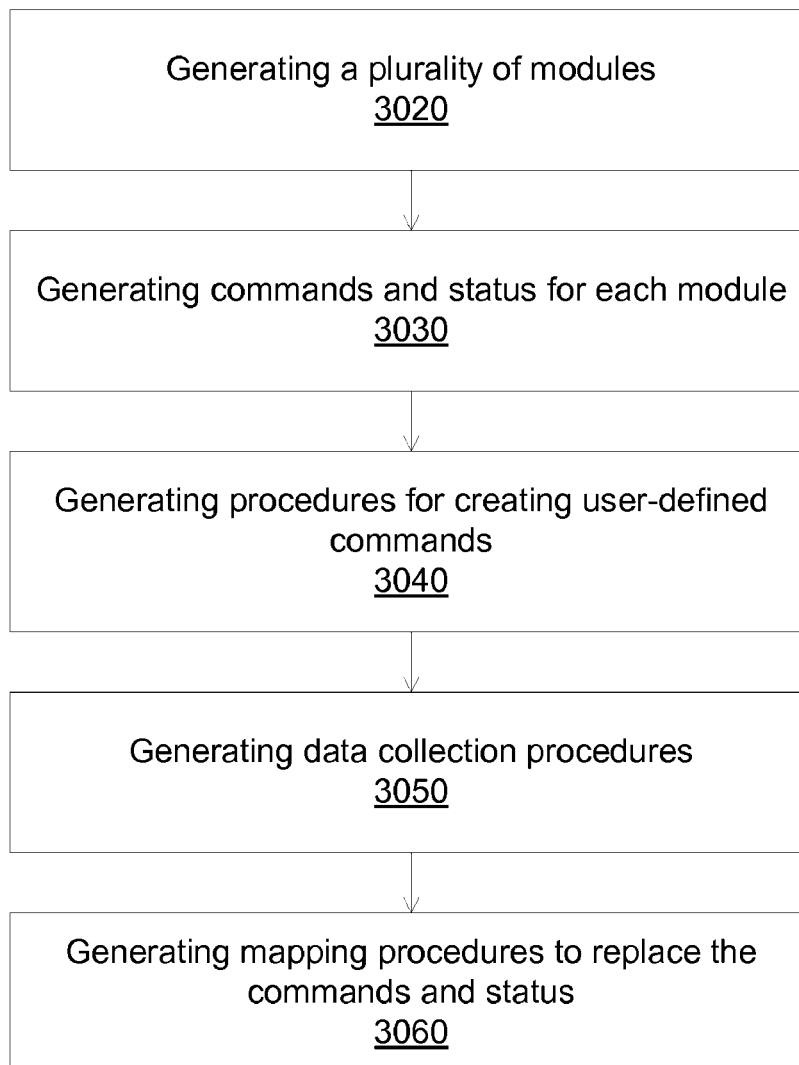 Generating a plurality of modules
3020
Generating commands and status for each module
3030
Generating procedures for creating user-defined
commands
3040
Generating data collection procedures
3050
Generating mapping procedures to replace the
commands and status
3060